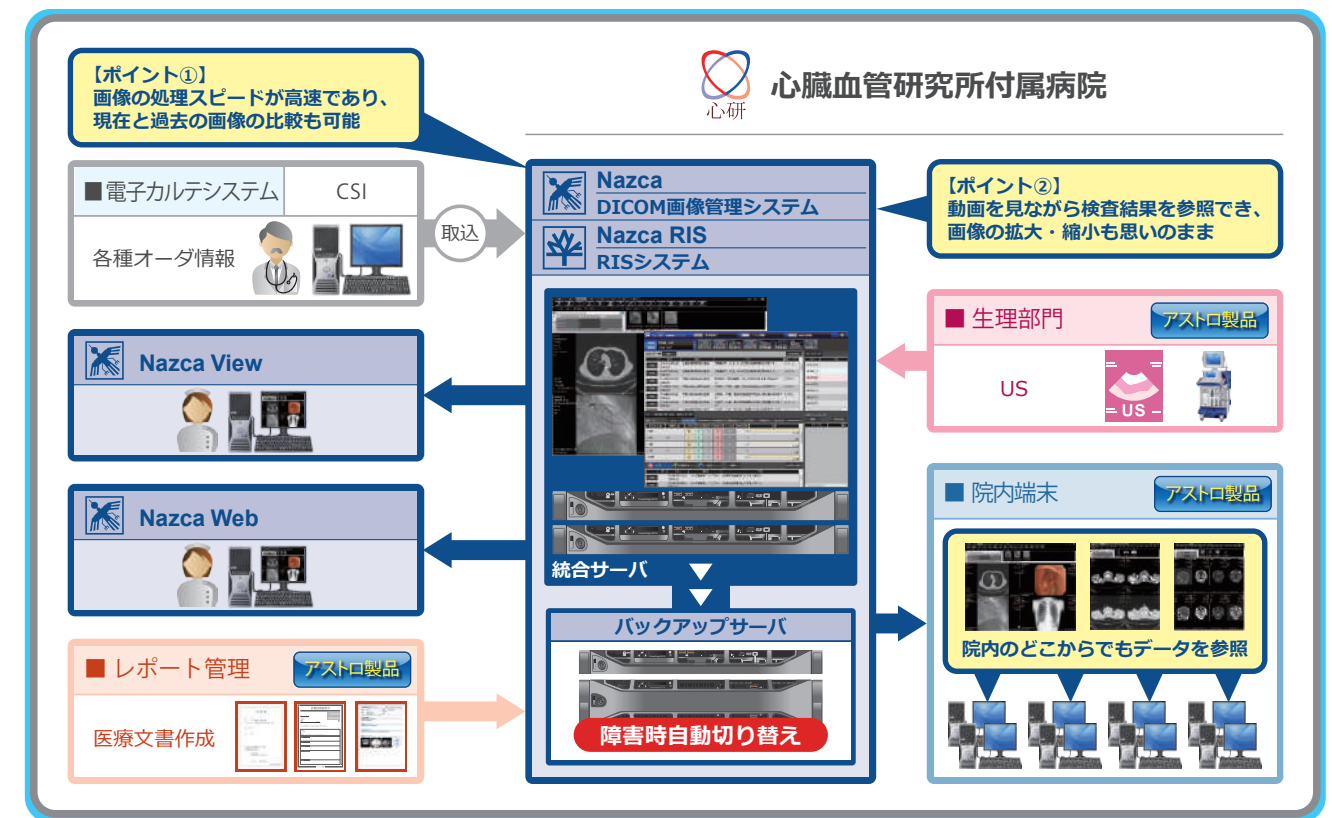 【ポイント①】
画像の処理スピードが高速であり、
現在と過去の画像の比較も可能
心研
心臓血管研究所付属病院
■電子カルテシステム
CSI
各種オーダ情報
取込
Nazca
DICOM画像管理システム
Nazca RIS
RISシステム
【ポイント②】
動画を見ながら検査結果を参照でき、
画像の拡大・縮小も思いのまま
Nazca View
Nazca Web
■ レポート管理
アストロ製品
医療文書作成
統合サーバ
バックアップサーバ
障害時自動切り替え
■ 生理部門
アストロ製品
US
US
■ 院内端末
アストロ製品
院内のどこからでもデータを参照